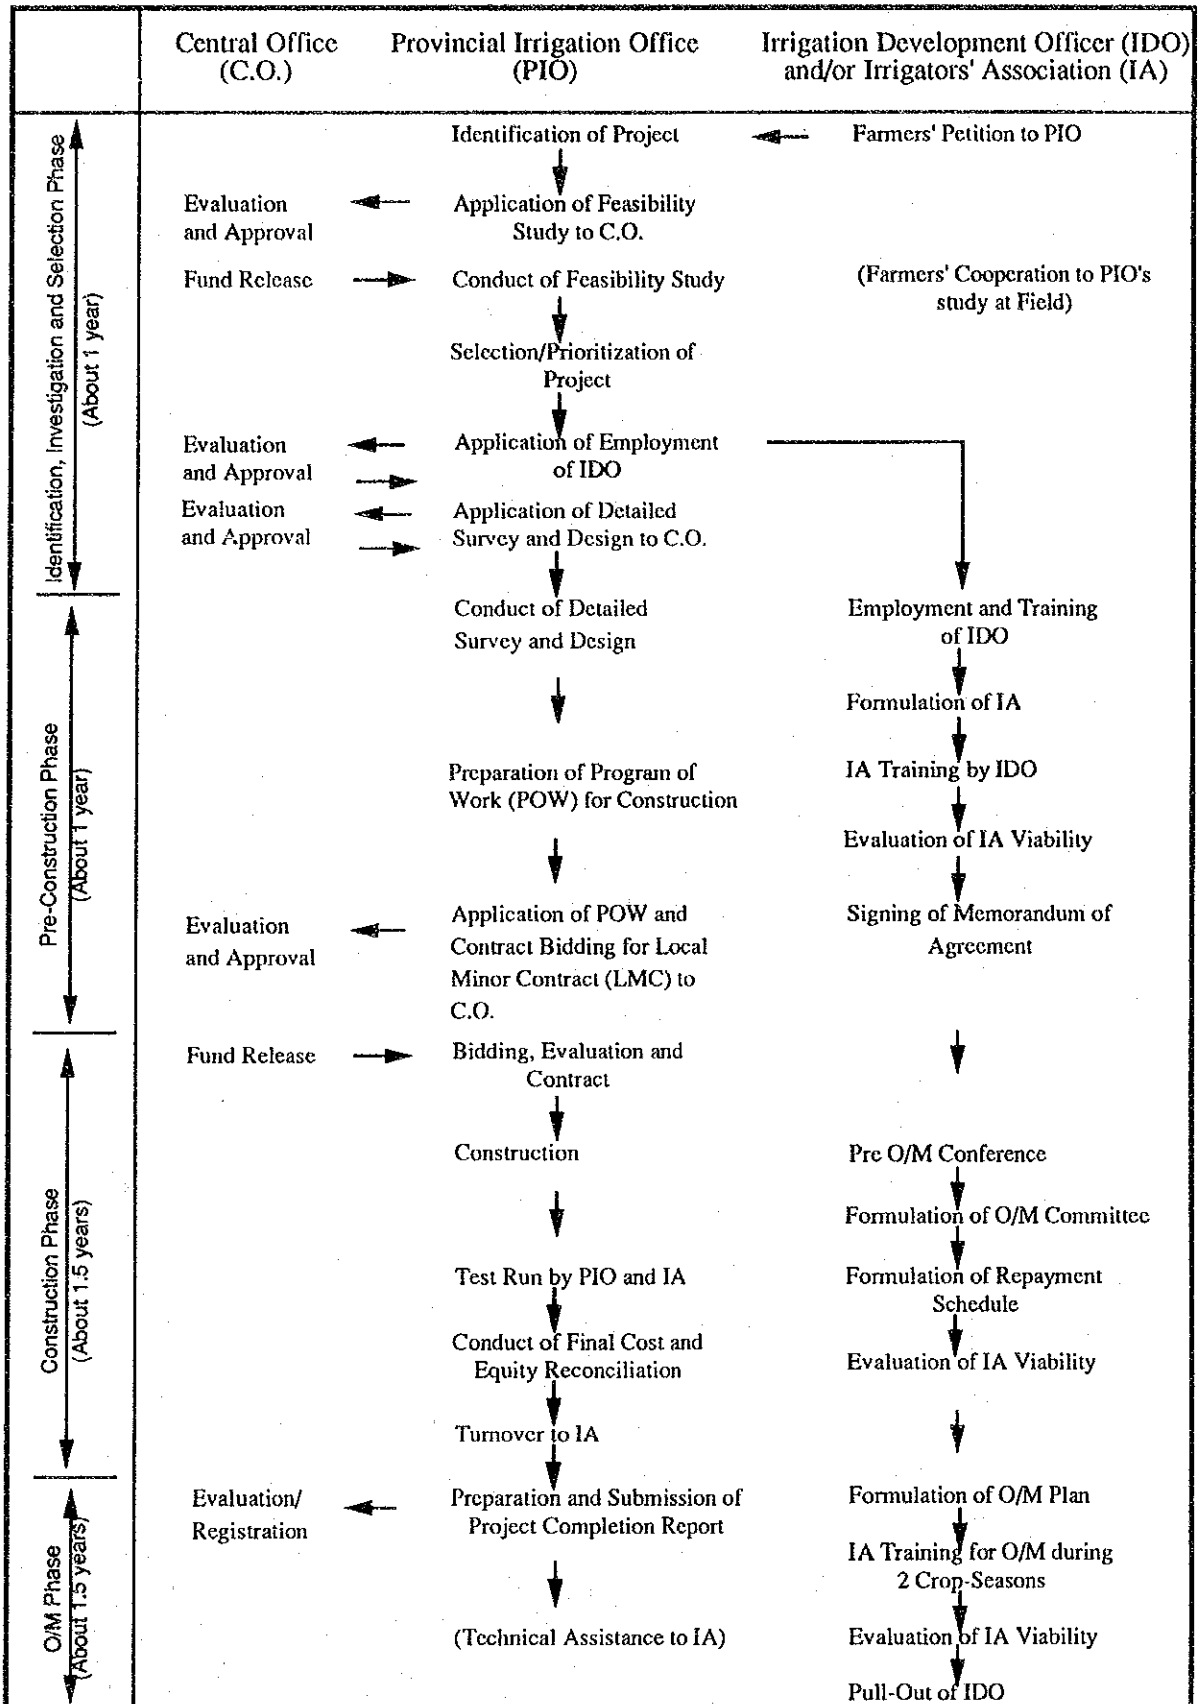 Central Office
(C.O.)
Provincial Irrigation Office
(PIO)
Irrigation Development Officer (IDO)
and/or Irrigators' Association (IA)
Identification, Investigation and Selection Phase
(About 1 year)
Identification of Project
Farmers' Petition to PIO
Evaluation
and Approval
Application of Feasibility
Study to C.O.
Fund Release
Conduct of Feasibility Study
(Farmers' Cooperation to PIO's
study at Field)
Selection/Prioritization of
Project
Evaluation
and Approval
Application of Employment
of IDO
Evaluation
and Approval
Application of Detailed
Survey and Design to C.O.
Pre-Construction Phase
(About 1 year)
Conduct of Detailed
Survey and Design
Employment and Training
of IDO
Formulation of IA
Preparation of Program of
Work (POW) for Construction
IA Training by IDO
Evaluation of IA Viability
Evaluation
and Approval
Application of POW and
Contract Bidding for Local
Minor Contract (LMC) to
C.O.
Signing of Memorandum of
Agreement
Construction Phase
(About 1.5 years)
Fund Release
Bidding, Evaluation and
Contract
Construction
Pre O/M Conference
Formulation of O/M Committee
Test Run by PIO and IA
Formulation of Repayment
Schedule
Conduct of Final Cost and
Equity Reconciliation
Evaluation of IA Viability
Turnover to IA
O/M Phase
(About 1.5 years)
Evaluation/
Registration
Preparation and Submission of
Project Completion Report
Formulation of O/M Plan
IA Training for O/M during
2 Crop-Seasons
(Technical Assistance to IA)
Evaluation of IA Viability
Pull-Out of IDO